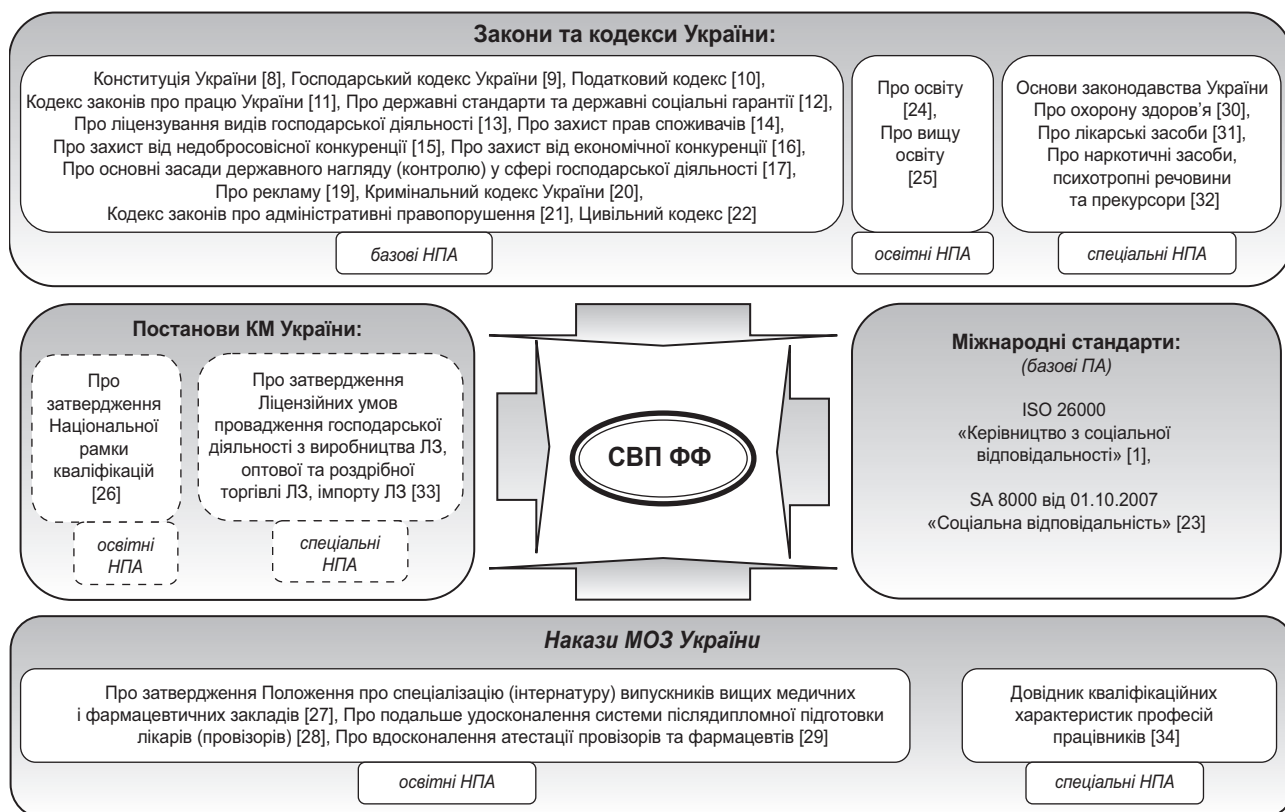 Закони та кодекси України:
Конституція України [8], Господарський кодекс України [9], Податковий кодекс [10],
Кодекс законів про працю України [11], Про державні стандарти та державні соціальні гарантії [12],
Про ліцензування видів господарської діяльності [13], Про захист прав споживачів [14],
Про захист від недобросовісної конкуренції [15], Про захист від економічної конкуренції [16],
Про основні засади державного нагляду (контролю) у сфері господарської діяльності [17],
Про рекламу [19], Кримінальний кодекс України [20],
Кодекс законів про адміністративні правопорушення [21], Цивільний кодекс [22]
базові НПА
Про освіту
[24],
Про вищу
освіту
[25]
освітні НПА
Основи законодавства України
Про охорону здоров’я [30],
Про лікарські засоби [31],
Про наркотичні засоби,
психотропні речовини
та прекурсори [32]
спеціальні НПА
Постанови КМ України:
Про
затвердження
Національної
рамки
кваліфікацій
[26]
освітні
НПА
Про затвердження
Ліцензійних умов
провадження господарської
діяльності з виробництва ЛЗ,
оптової та роздрібної
торгівлі ЛЗ, імпорту ЛЗ [33]
спеціальні
НПА
СВП ФФ
Міжнародні стандарти:
(базові ПА)
ISO 26000
«Керівництво з соціальної
відповідальності» [1],
SA 8000 від 01.10.2007
«Соціальна відповідальність» [23]
Накази МОЗ України
Про затвердження Положення про спеціалізацію (інтернатуру) випускників вищих медичних
і фармацевтичних закладів [27], Про подальше удосконалення системи післядипломної підготовки
лікарів (провізорів) [28], Про вдосконалення атестації провізорів та фармацевтів [29]
освітні НПА
Довідник кваліфікаційних
характеристик професій
працівників [34]
спеціальні НПА